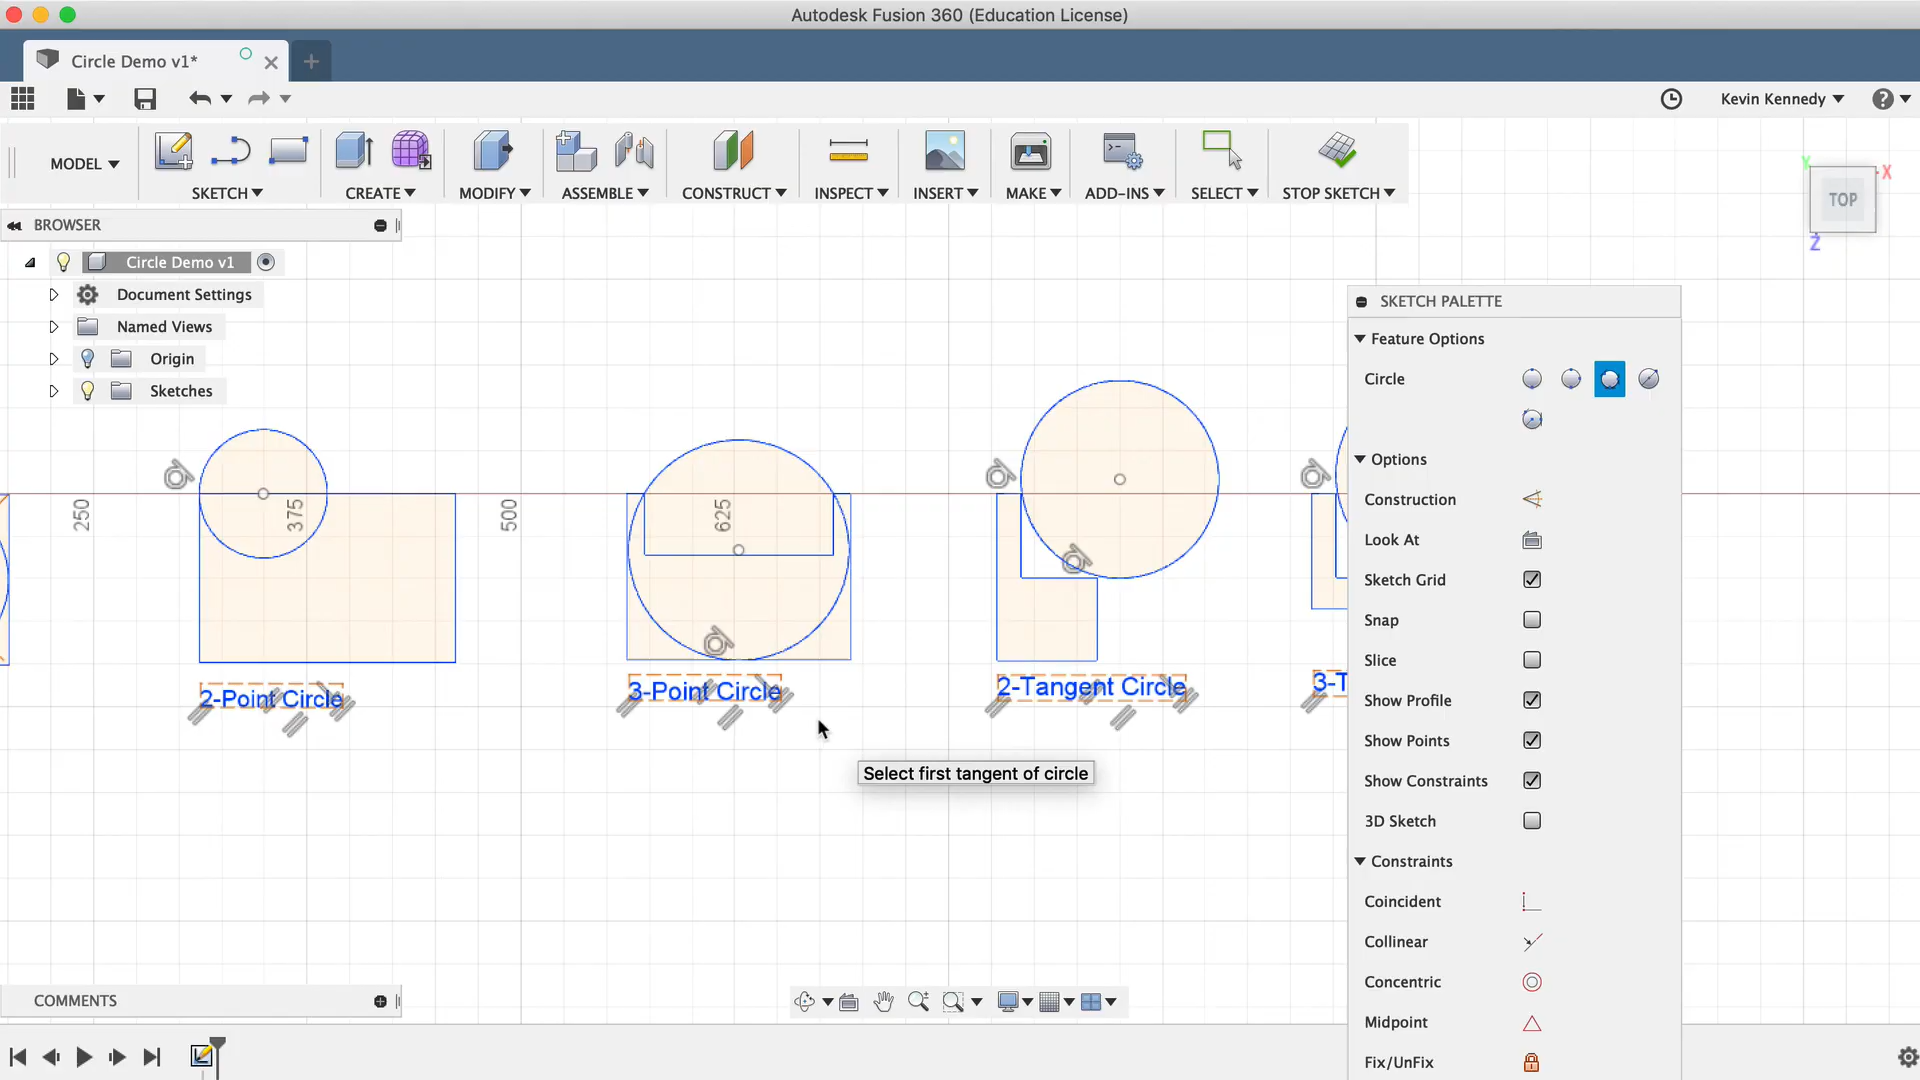 Autodesk Fusion 360 (Education License)
Circle Demo v1*
Kevin Kennedy
MODEL
SKETCH
CREATE
MODIFY
ASSEMBLE
CONSTRUCT
INSPECT
INSERT
MAKE
ADD-INS
SELECT
STOP SKETCH
Y
X
TOP
Z
BROWSER
Circle Demo v1
Document Settings
Named Views
Origin
Sketches
250
375
500
625
2-Point Circle
3-Point Circle
2-Tangent Circle
3-T
Select first tangent of circle
SKETCH PALETTE
Feature Options
Circle
Options
Construction
Look At
Sketch Grid
Snap
Slice
Show Profile
Show Points
Show Constraints
3D Sketch
Constraints
Coincident
Collinear
Concentric
Midpoint
Fix/UnFix
COMMENTS